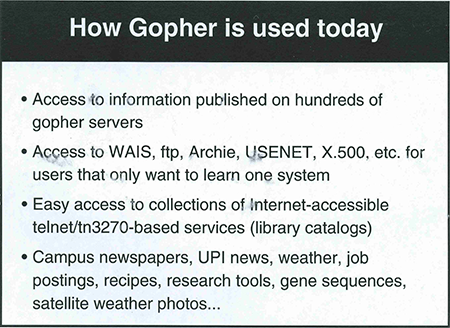 How Gopher is used today
• Access to information published on hundreds of
gopher servers
• Access to WAIS, ftp, Archie, USENET, X.500, etc. for
users that only want to learn one system
• Easy access to collections of Internet-accessible
telnet/tn3270-based services (library catalogs)
• Campus newspapers, UPI news, weather, job
postings, recipes, research tools, gene sequences,
satellite weather photos...